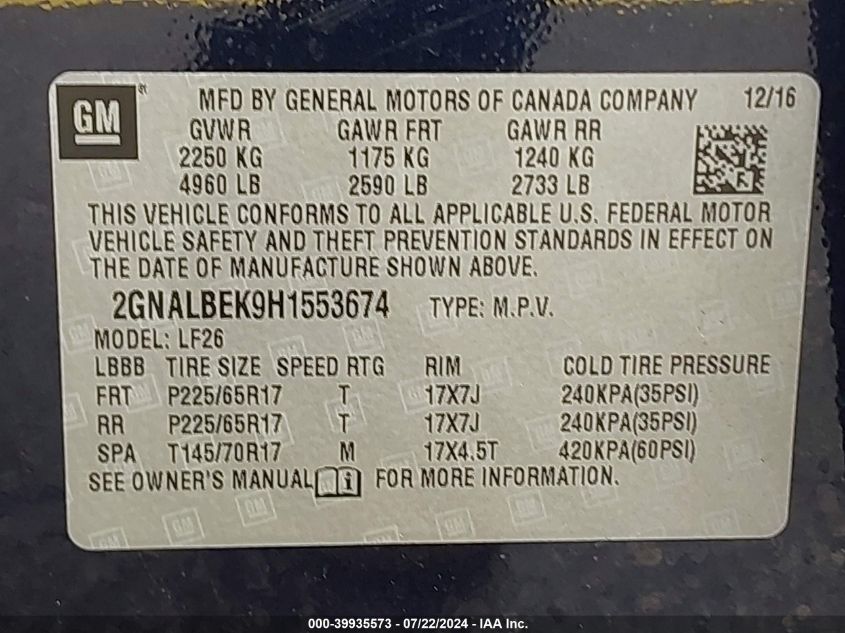 GM
MFD BY GENERAL MOTORS OF CANADA COMPANY 12/16
GVWR GAWR FRT GAWR RR
2250 KG 1175 KG 1240 KG
4960 LB 2590 LB 2733 LB
THIS VEHICLE CONFORMS TO ALL APPLICABLE U.S. FEDERAL MOTOR
VEHICLE SAFETY AND THEFT PREVENTION STANDARDS IN EFFECT ON
THE DATE OF MANUFACTURE SHOWN ABOVE.
2GNALBEK9H1553674 TYPE: M.P.V.
MODEL: LF26
LBBB TIRE SIZE SPEED RTG RIM COLD TIRE PRESSURE
FRT P225/65R17 T 17X7J 240KPA(35PSI)
RR P225/65R17 T 17X7J 240KPA(35PSI)
SPA T145/70R17 M 17X4.5T 420KPA(60PSI)
SEE OWNER'S MANUAL FOR MORE INFORMATION.
000-39935573 - 07/22/2024 - IAA Inc.